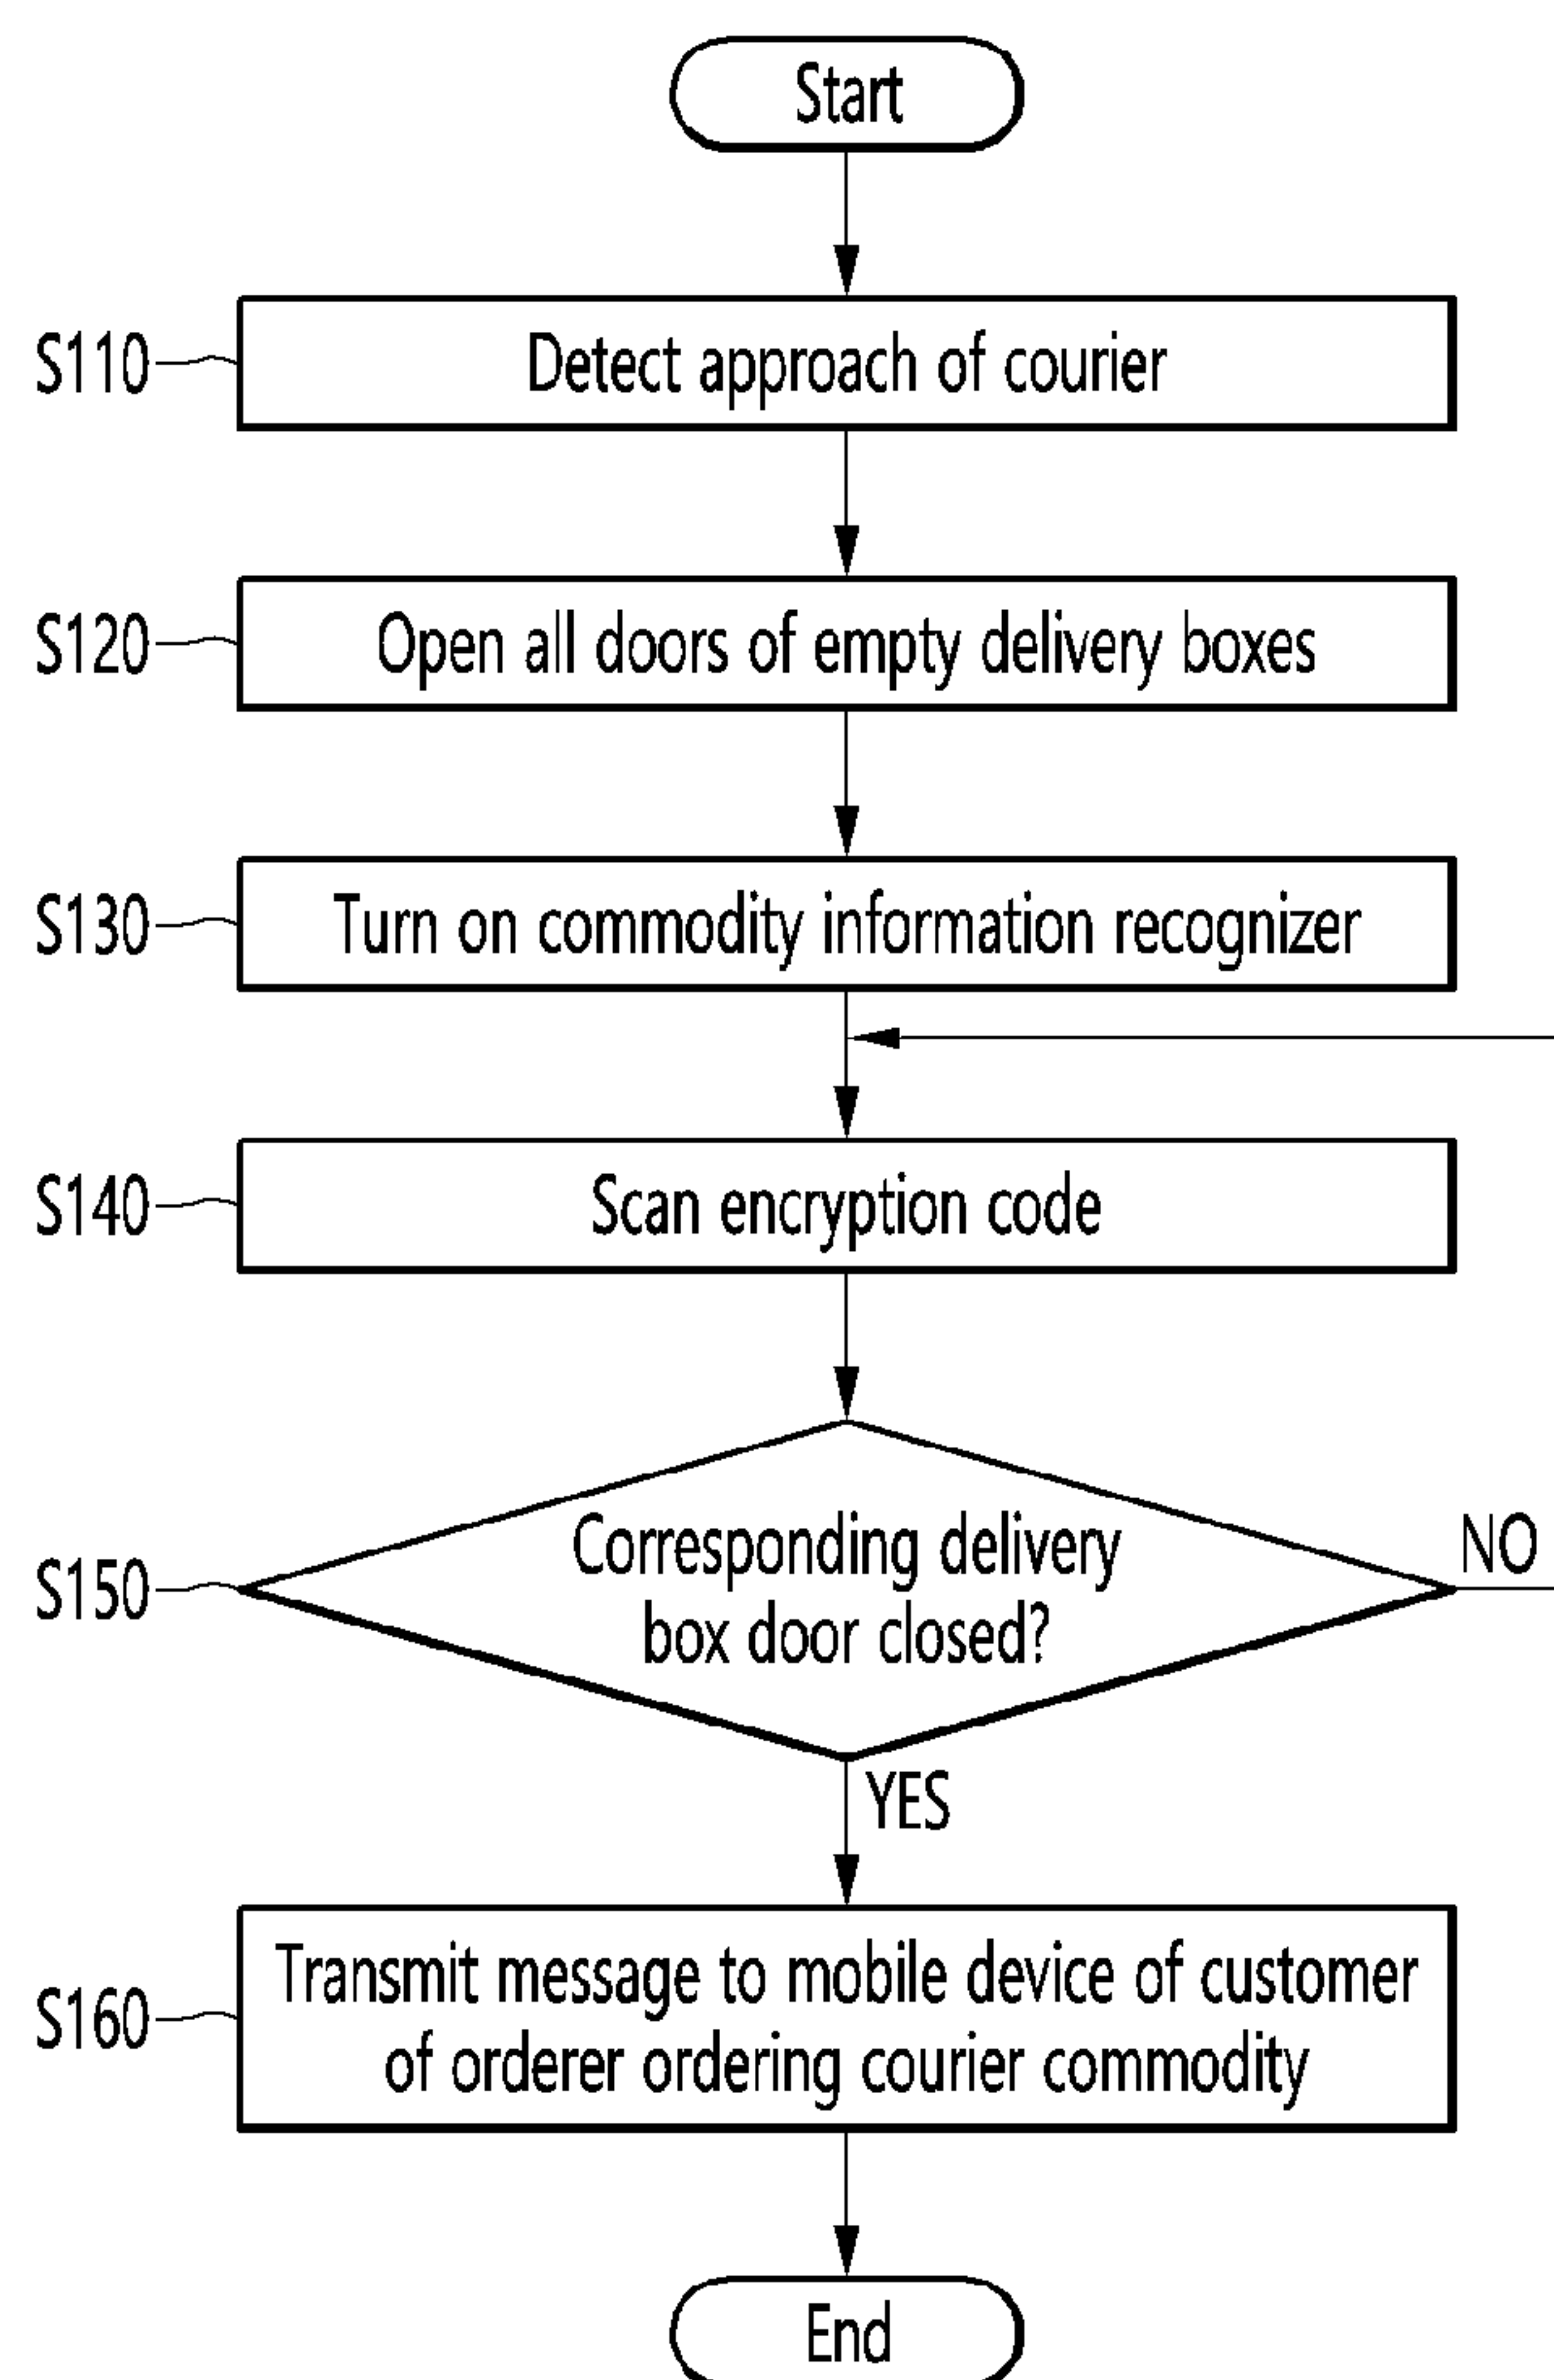 Start
S110
Detect approach of courier
S120
Open all doors of empty delivery boxes
S130
Turn on commodity information recognizer
S140
Scan encryption code
S150
Corresponding delivery
box door closed?
NO
YES
S160
Transmit message to mobile device of customer
of orderer ordering courier commodity
End